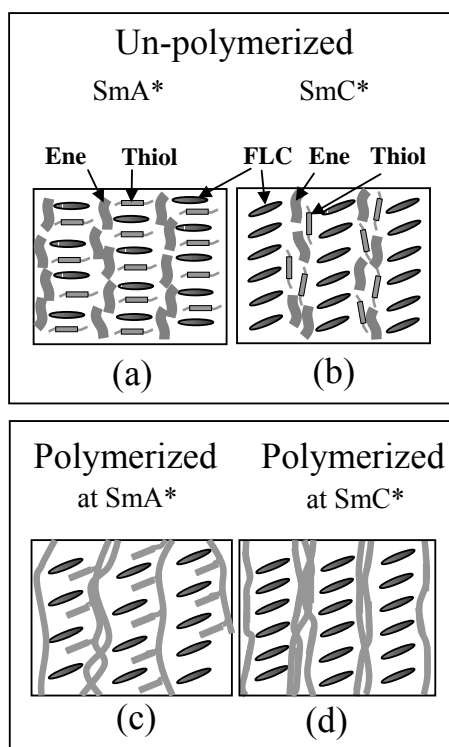 Un-polymerized
SmA* SmC*
Ene Thiol FLC Ene Thiol
(a) (b)
Polymerized Polymerized
at SmA* at SmC*
(c) (d)